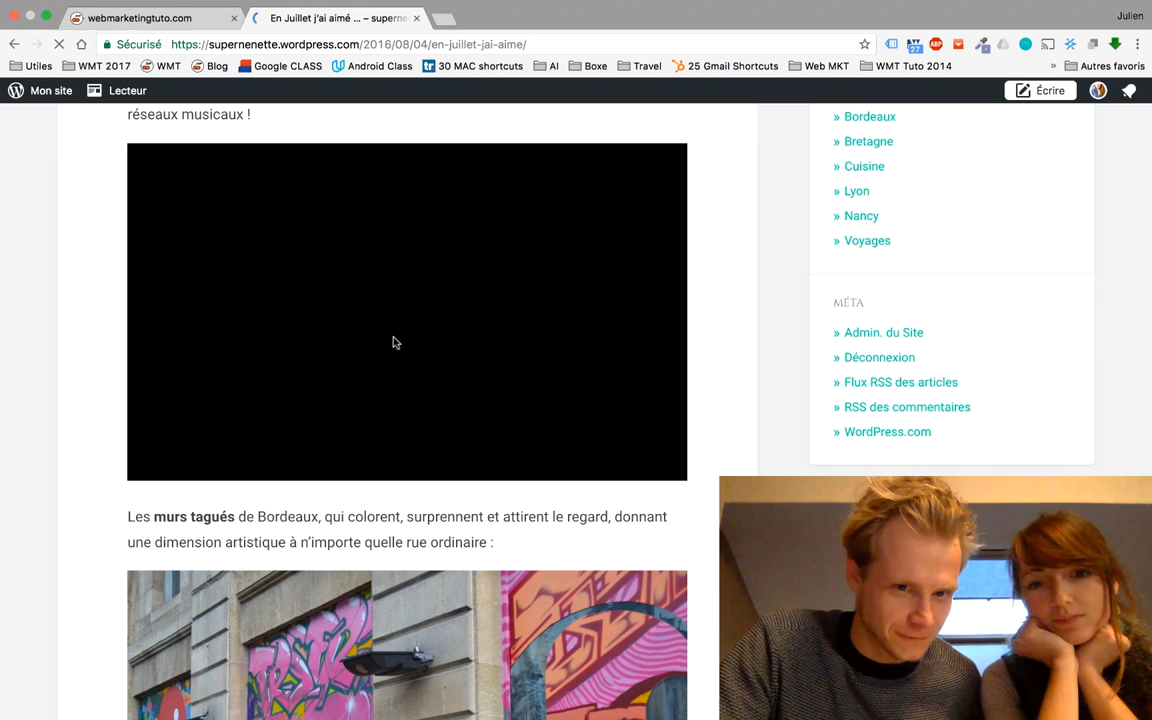 webmarketingtuto.com
En Juillet j'ai aimé ... – superne
Julien
Sécurisé https://supernenette.wordpress.com/2016/08/04/en-juillet-jai-aime/
27 ABP
Utiles WMT 2017 WMT Blog Google CLASS Android Class 30 MAC shortcuts AI Boxe Travel 25 Gmail Shortcuts Web MKT WMT Tuto 2014 » Autres favoris
Mon site Lecteur Écrire
réseaux musicaux !
Les murs tagués de Bordeaux, qui colorent, surprennent et attirent le regard, donnant
une dimension artistique à n'importe quelle rue ordinaire :
» Bordeaux
» Bretagne
» Cuisine
» Lyon
» Nancy
» Voyages
MÉTA
» Admin. du Site
» Déconnexion
» Flux RSS des articles
» RSS des commentaires
» WordPress.com